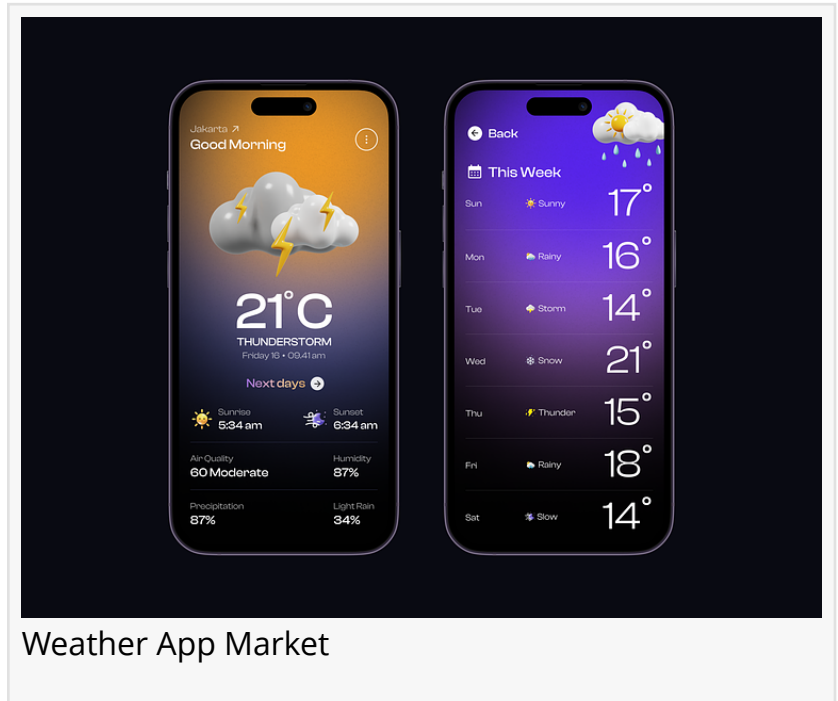 Jakarta
Good Morning
21°C
THUNDERSTORM
Friday 16 • 09.41 am
Next days
Sunrise
5:34 am
Sunset
6:34 am
Air Quality
60 Moderate
Humidity
87%
Precipitation
87%
Light Rain
34%
Back
This Week
Sun Sunny 17°
Mon Rainy 16°
Tue Storm 14°
Wed Snow 21°
Thu Thunder 15°
Fri Rainy 18°
Sat Slow 14°
Weather App Market